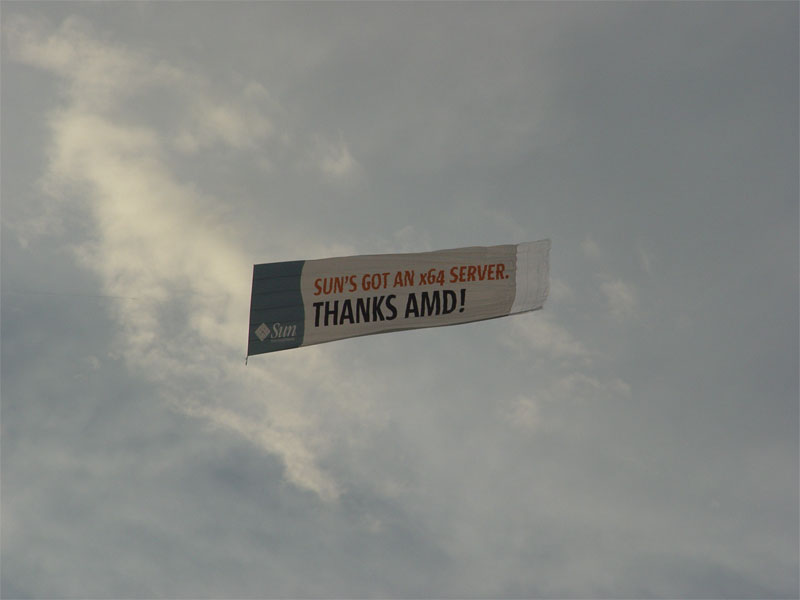 SUN'S GOT AN x64 SERVER.
THANKS AMD!
Sun